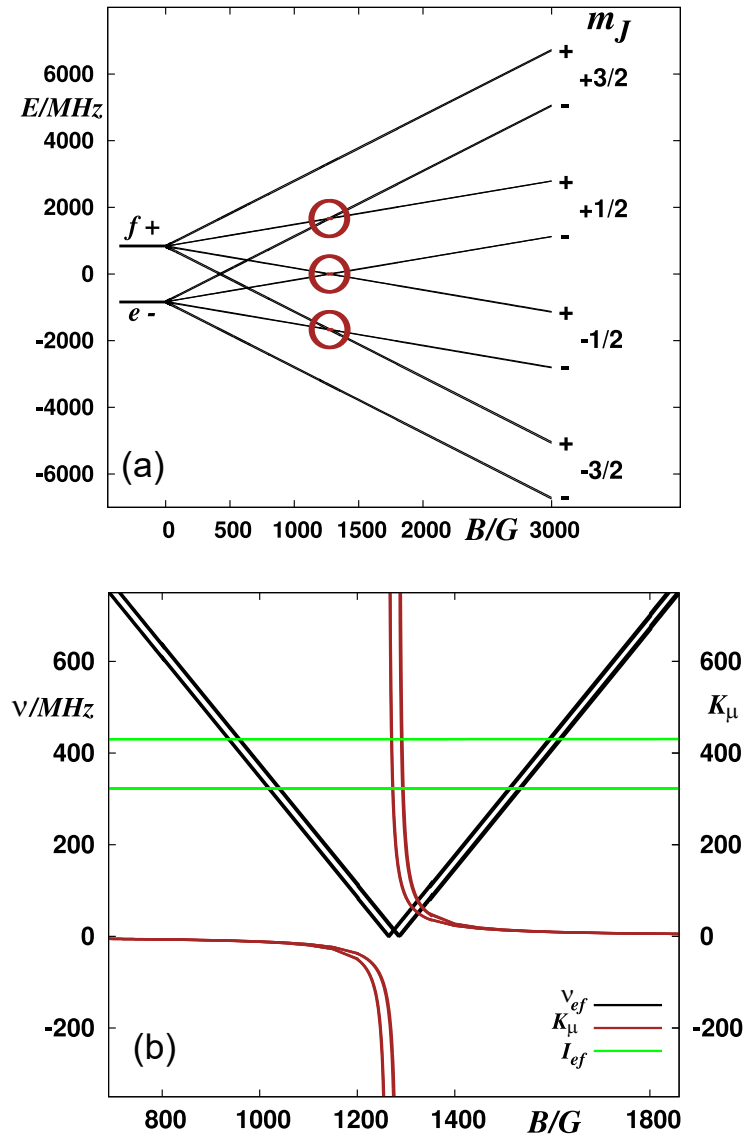 m_J
+
6000
+3/2
E/MHz
-
4000
+
2000
+1/2
f +
-
0
e -
+
-2000
-1/2
-
-4000
+
(a)
-3/2
-6000
-
0 500 1000 1500 2000 B/G 3000
600 600
ν/MHz K_μ
400 400
200 200
0 0
ν_ef
-200 K_μ -200
(b) I_ef
800 1000 1200 1400 B/G 1800